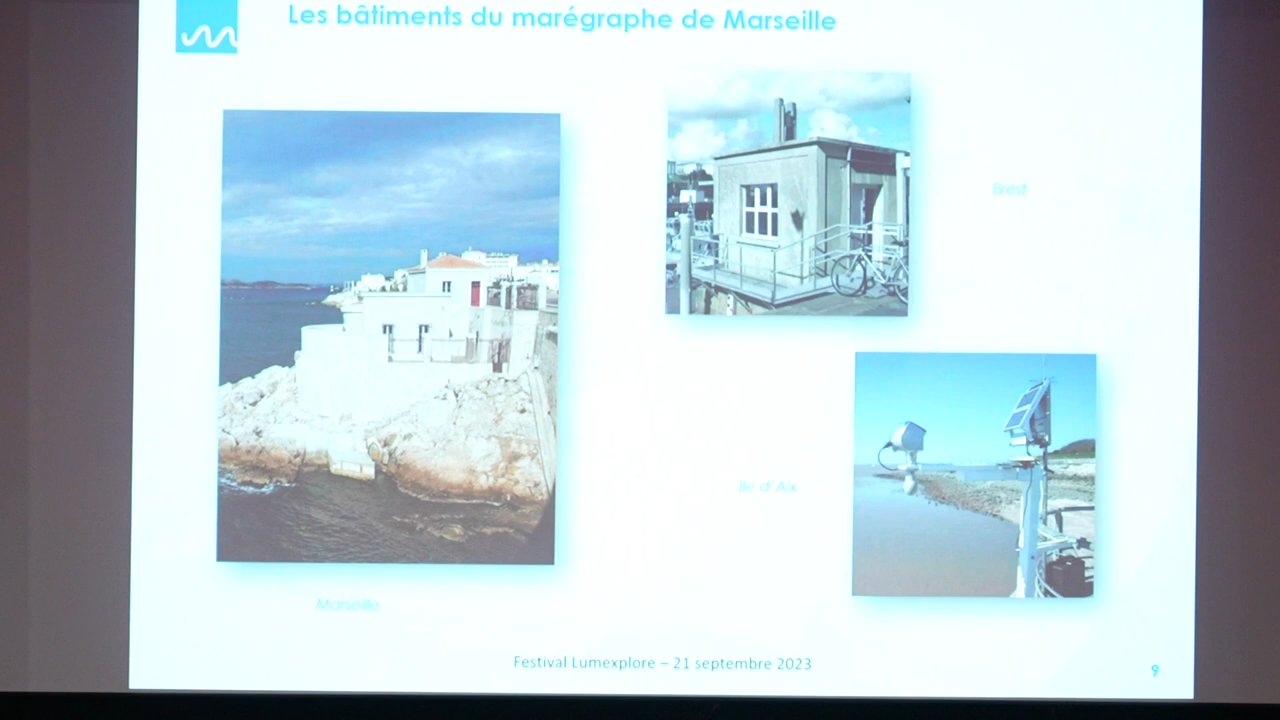 Les bâtiments du marégraphe de Marseille
Brest
Ile d'Aix
Marseille
Festival Lumexplore – 21 septembre 2023
9